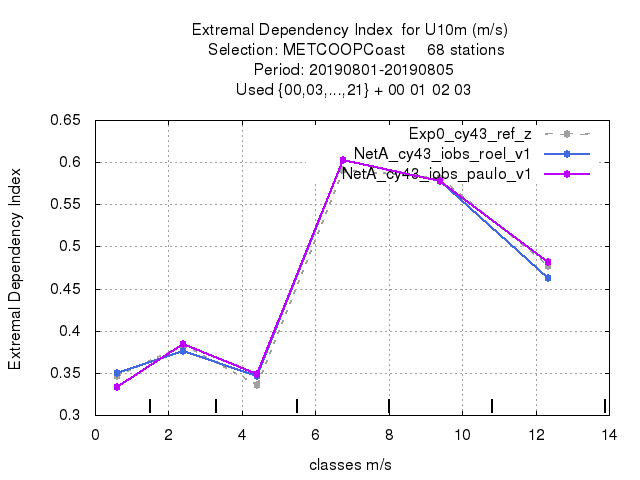 Extremal Dependency Index  for U10m (m/s)
Selection: METCOOPCoast     68 stations
Period: 20190801-20190805
Used {00,03,...,21} + 00 01 02 03
Exp0_cy43_ref_z
NetA_cy43_iobs_roel_v1
NetA_cy43_iobs_paulo_v1
Extremal Dependency Index
0.65
0.6
0.55
0.5
0.45
0.4
0.35
0.3
0 2 4 6 8 10 12 14
classes m/s